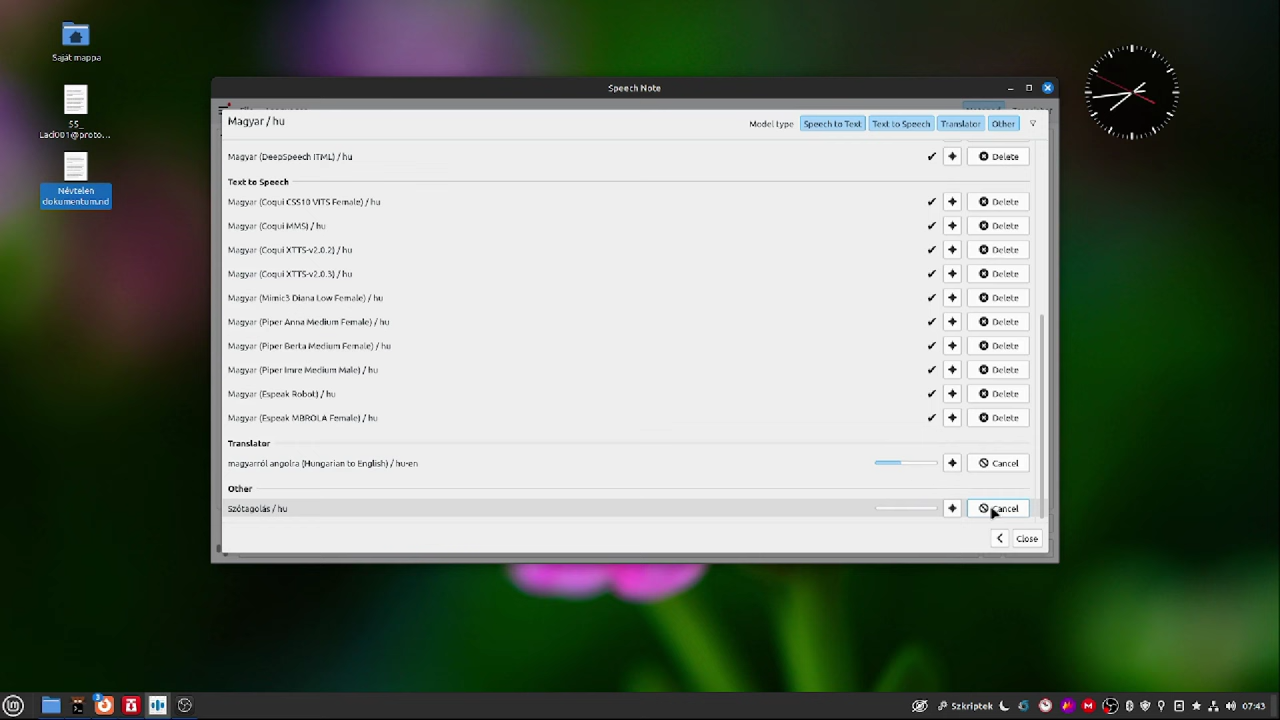 Saját mappa
55_
Laci001@proto...
Névtelen
dokumentum.md
Speech Note
Magyar / hu
Model type
Speech to Text
Text to Speech
Translator
Other
Magyar (DeepSpeech ITML) / hu
Delete
Text to Speech
Magyar (Coqui CSS10 VITS Female) / hu
Delete
Magyar (Coqui MMS) / hu
Delete
Magyar (Coqui XTTS-v2.0.2) / hu
Delete
Magyar (Coqui XTTS-v2.0.3) / hu
Delete
Magyar (Mimic3 Diana Low Female) / hu
Delete
Magyar (Piper Anna Medium Female) / hu
Delete
Magyar (Piper Berta Medium Female) / hu
Delete
Magyar (Piper Imre Medium Male) / hu
Delete
Magyar (Espeak Robot) / hu
Delete
Magyar (Espeak MBROLA Female) / hu
Delete
Translator
magyarról angolra (Hungarian to English) / hu-en
Cancel
Other
Szótagolás / hu
Cancel
Close
3
Szkriptek
07:43